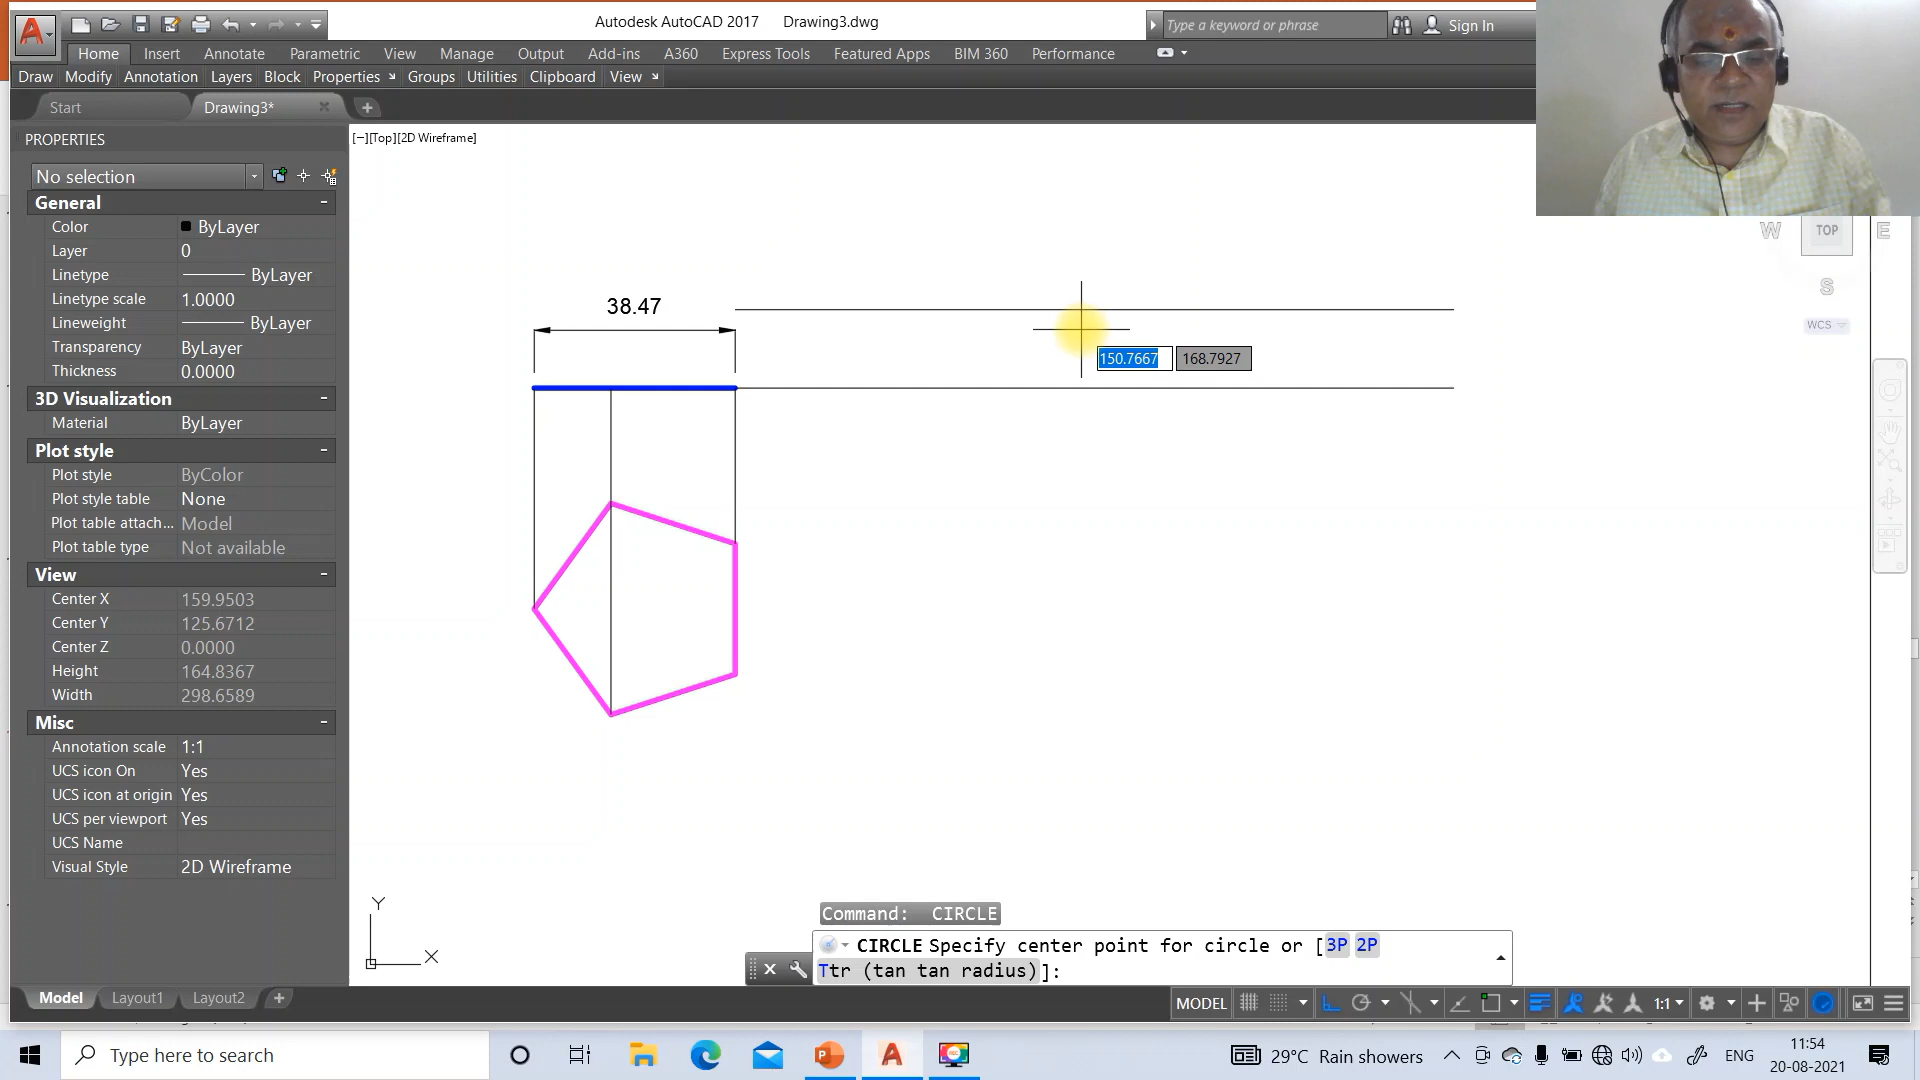 Autodesk AutoCAD 2017 Drawing3.dwg
Type a keyword or phrase
Sign In
Home Insert Annotate Parametric View Manage Output Add-ins A360 Express Tools Featured Apps BIM 360 Performance
Draw Modify Annotation Layers Block Properties Groups Utilities Clipboard View
Start Drawing3*
PROPERTIES
[−][Top][2D Wireframe]
No selection
General
Color ByLayer
Layer 0
Linetype ByLayer
Linetype scale 1.0000
Lineweight ByLayer
Transparency ByLayer
Thickness 0.0000
3D Visualization
Material ByLayer
Plot style
Plot style ByColor
Plot style table None
Plot table attach... Model
Plot table type Not available
View
Center X 159.9503
Center Y 125.6712
Center Z 0.0000
Height 164.8367
Width 298.6589
Misc
Annotation scale 1:1
UCS icon On Yes
UCS icon at origin Yes
UCS per viewport Yes
UCS Name
Visual Style 2D Wireframe
38.47
150.7667 168.7927
W TOP E
S
WCS
Y
X
Command: CIRCLE
CIRCLE Specify center point for circle or [3P 2P
Ttr (tan tan radius)]:
Model Layout1 Layout2
MODEL 1:1
Type here to search
29°C Rain showers
ENG
11:54
20-08-2021